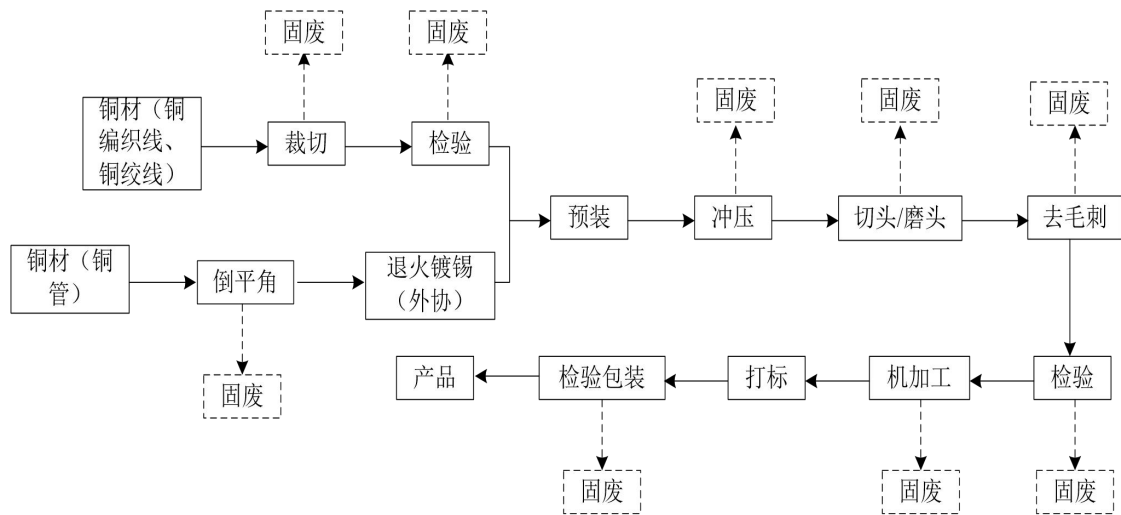 固废
固废
铜材（铜
编织线、
铜绞线）
裁切
检验
固废
固废
固废
预装
冲压
切头/磨头
去毛刺
铜材（铜
管）
倒平角
退火镀锡
（外协）
固废
产品
检验包装
打标
机加工
检验
固废
固废
固废